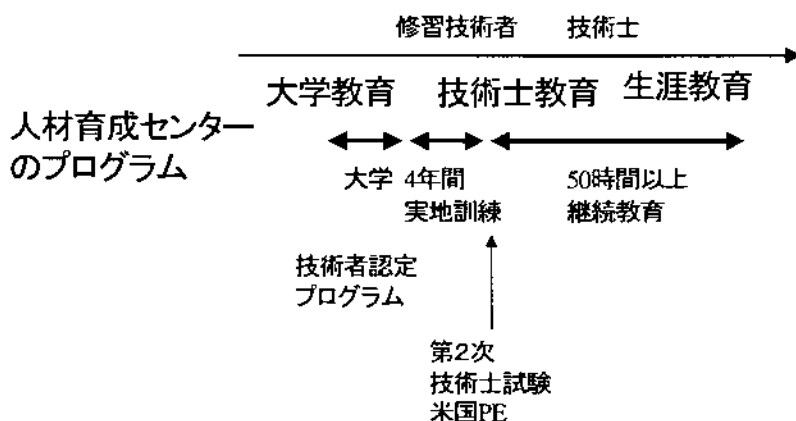 修習技術者 技術士
大学教育 技術士教育 生涯教育
人材育成センター
のプログラム
大学 4年間 50時間以上
実地訓練 継続教育
技術者認定
プログラム
第2次
技術士試験
米国PE